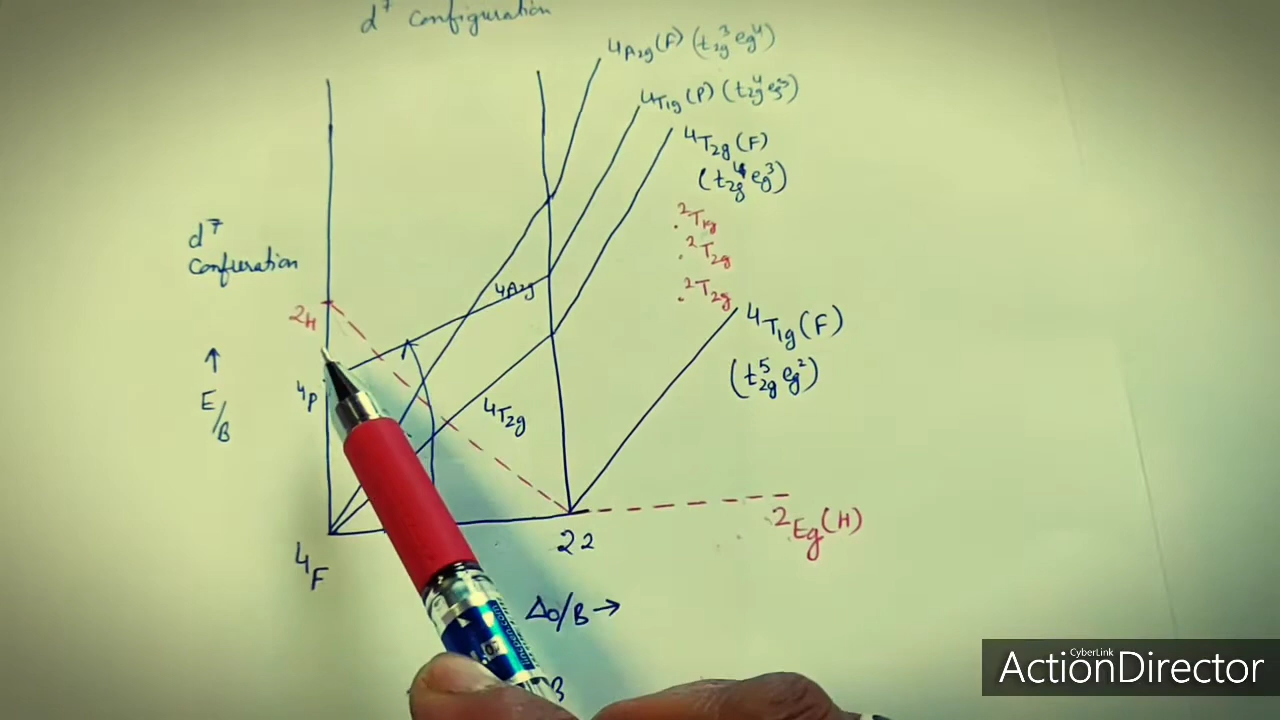 d⁷ Configuration
⁴A₂g(F) (t₂g³ eg⁴)
⁴T₁g(P) (t₂g⁴ eg³)
⁴T₂g(F)
(t₂g⁴ eg³)
²T₁g
²T₂g
²T₂g
d⁷
Confiuration
⁴A₂g
²H
⁴T₁g(F)
(t₂g⁵ eg²)
↑
E/B
⁴P
⁴T₂g
²Eg(H)
22
⁴F
Δo/B →
B
CyberLink
ActionDirector